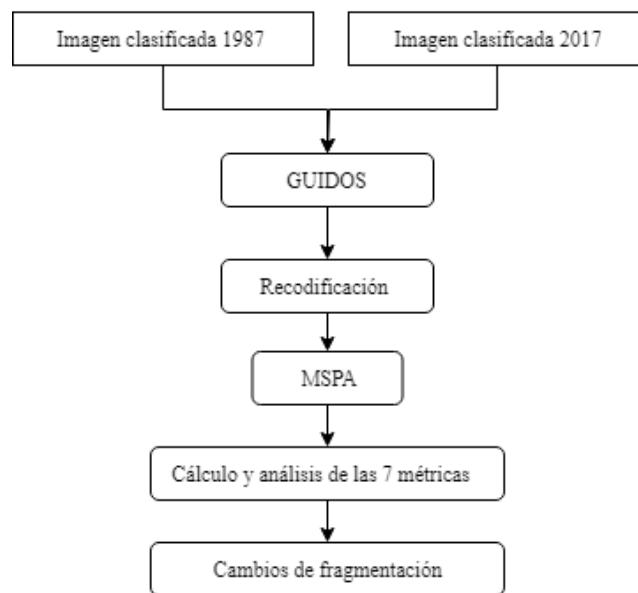 Imagen clasificada 1987
Imagen clasificada 2017
GUIDOS
Recodificación
MSPA
Cálculo y análisis de las 7 métricas
Cambios de fragmentación